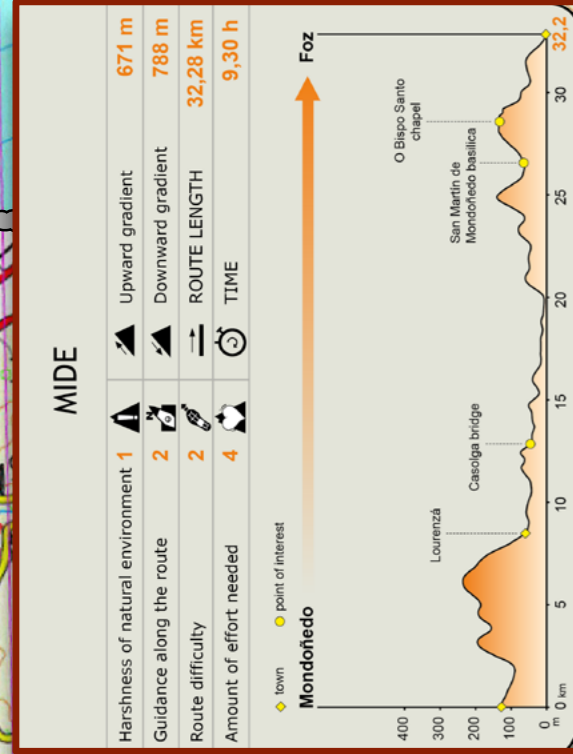 MIDE
Harshness of natural environment 1
Upward gradient 671 m
Guidance along the route 2
Downward gradient 788 m
Route difficulty 2
ROUTE LENGTH 32,28 km
Amount of effort needed 4
TIME 9,30 h
town
point of interest
Mondoñedo
Foz
O Bispo Santo
chapel
San Martín de
Mondoñedo basilica
Casolga bridge
Lourenzá
400
300
200
100
0
m
0 km
5
10
15
20
25
30
32,2